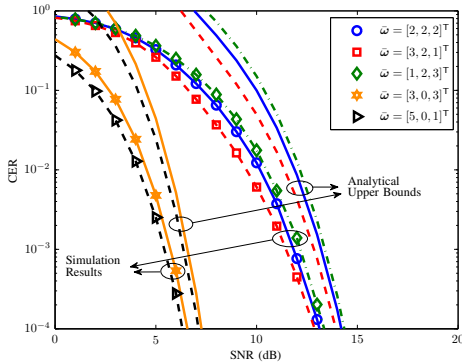 10^0
10^{-1}
10^{-2}
10^{-3}
10^{-4}
CER
0
5
10
15
20
SNR (dB)
ω̄ = [2, 2, 2]^T
ω̄ = [3, 2, 1]^T
ω̄ = [1, 2, 3]^T
ω̄ = [3, 0, 3]^T
ω̄ = [5, 0, 1]^T
Analytical
Upper Bounds
Simulation
Results